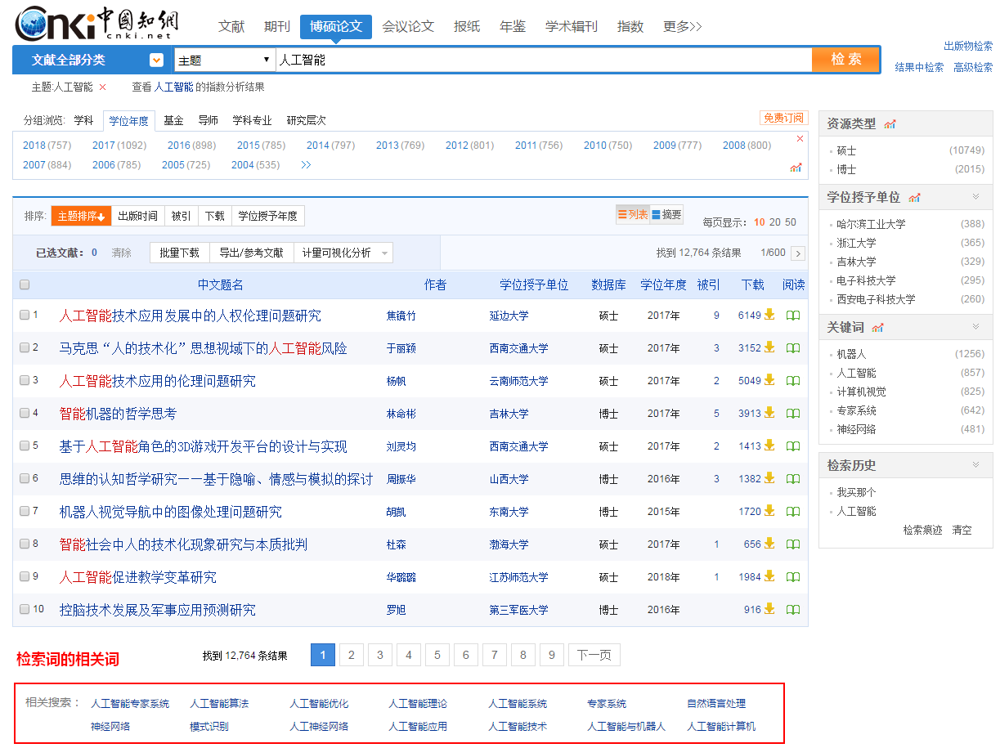 Cnki中國知網
cnki.net
文献 期刊 博硕论文 会议论文 报纸 年鉴 学术辑刊 指数 更多>>
出版物检索
文献全部分类 主题 人工智能 检索
结果中检索 高级检索
主题:人工智能 × 查看 人工智能 的指数分析结果
分组浏览: 学科 学位年度 基金 导师 学科专业 研究层次 免费订阅
2018(757) 2017(1092) 2016(898) 2015(785) 2014(797) 2013(769) 2012(801) 2011(756) 2010(750) 2009(777) 2008(800)
2007(884) 2006(785) 2005(725) 2004(535) >>
排序: 主题排序 出版时间 被引 下载 学位授予年度 列表 摘要 每页显示: 10 20 50
已选文献: 0 清除 批量下载 导出/参考文献 计量可视化分析 找到 12,764 条结果 1/600 >
中文题名 作者 学位授予单位 数据库 学位年度 被引 下载 阅读
1 人工智能技术应用发展中的人权伦理问题研究 焦镜竹 延边大学 硕士 2017年 9 6149
2 马克思“人的技术化”思想视域下的人工智能风险 于丽颖 西南交通大学 硕士 2017年 3 3152
3 人工智能技术应用的伦理问题研究 杨帆 云南师范大学 硕士 2017年 2 5049
4 智能机器的哲学思考 林命彬 吉林大学 博士 2017年 5 3913
5 基于人工智能角色的3D游戏开发平台的设计与实现 刘灵均 西南交通大学 硕士 2017年 2 1413
6 思维的认知哲学研究——基于隐喻、情感与模拟的探讨 周振华 山西大学 博士 2016年 3 1382
7 机器人视觉导航中的图像处理问题研究 胡凯 东南大学 博士 2015年 1720
8 智能社会中人的技术化现象研究与本质批判 杜森 渤海大学 硕士 2017年 1 656
9 人工智能促进教学变革研究 华璐璐 江苏师范大学 硕士 2018年 1 1984
10 控脑技术发展及军事应用预测研究 罗旭 第三军医大学 博士 2016年 916
资源类型
硕士 (10749)
博士 (2015)
学位授予单位
哈尔滨工业大学 (388)
浙江大学 (365)
吉林大学 (329)
电子科技大学 (295)
西安电子科技大学 (260)
关键词
机器人 (1256)
人工智能 (857)
计算机视觉 (825)
专家系统 (642)
神经网络 (481)
检索历史
我买那个
人工智能
检索痕迹 清空
检索词的相关词 找到 12,764 条结果 1 2 3 4 5 6 7 8 9 下一页
相关搜索: 人工智能专家系统 人工智能算法 人工智能优化 人工智能理论 人工智能系统 专家系统 自然语言处理
神经网络 模式识别 人工神经网络 人工智能应用 人工智能技术 人工智能与机器人 人工智能计算机